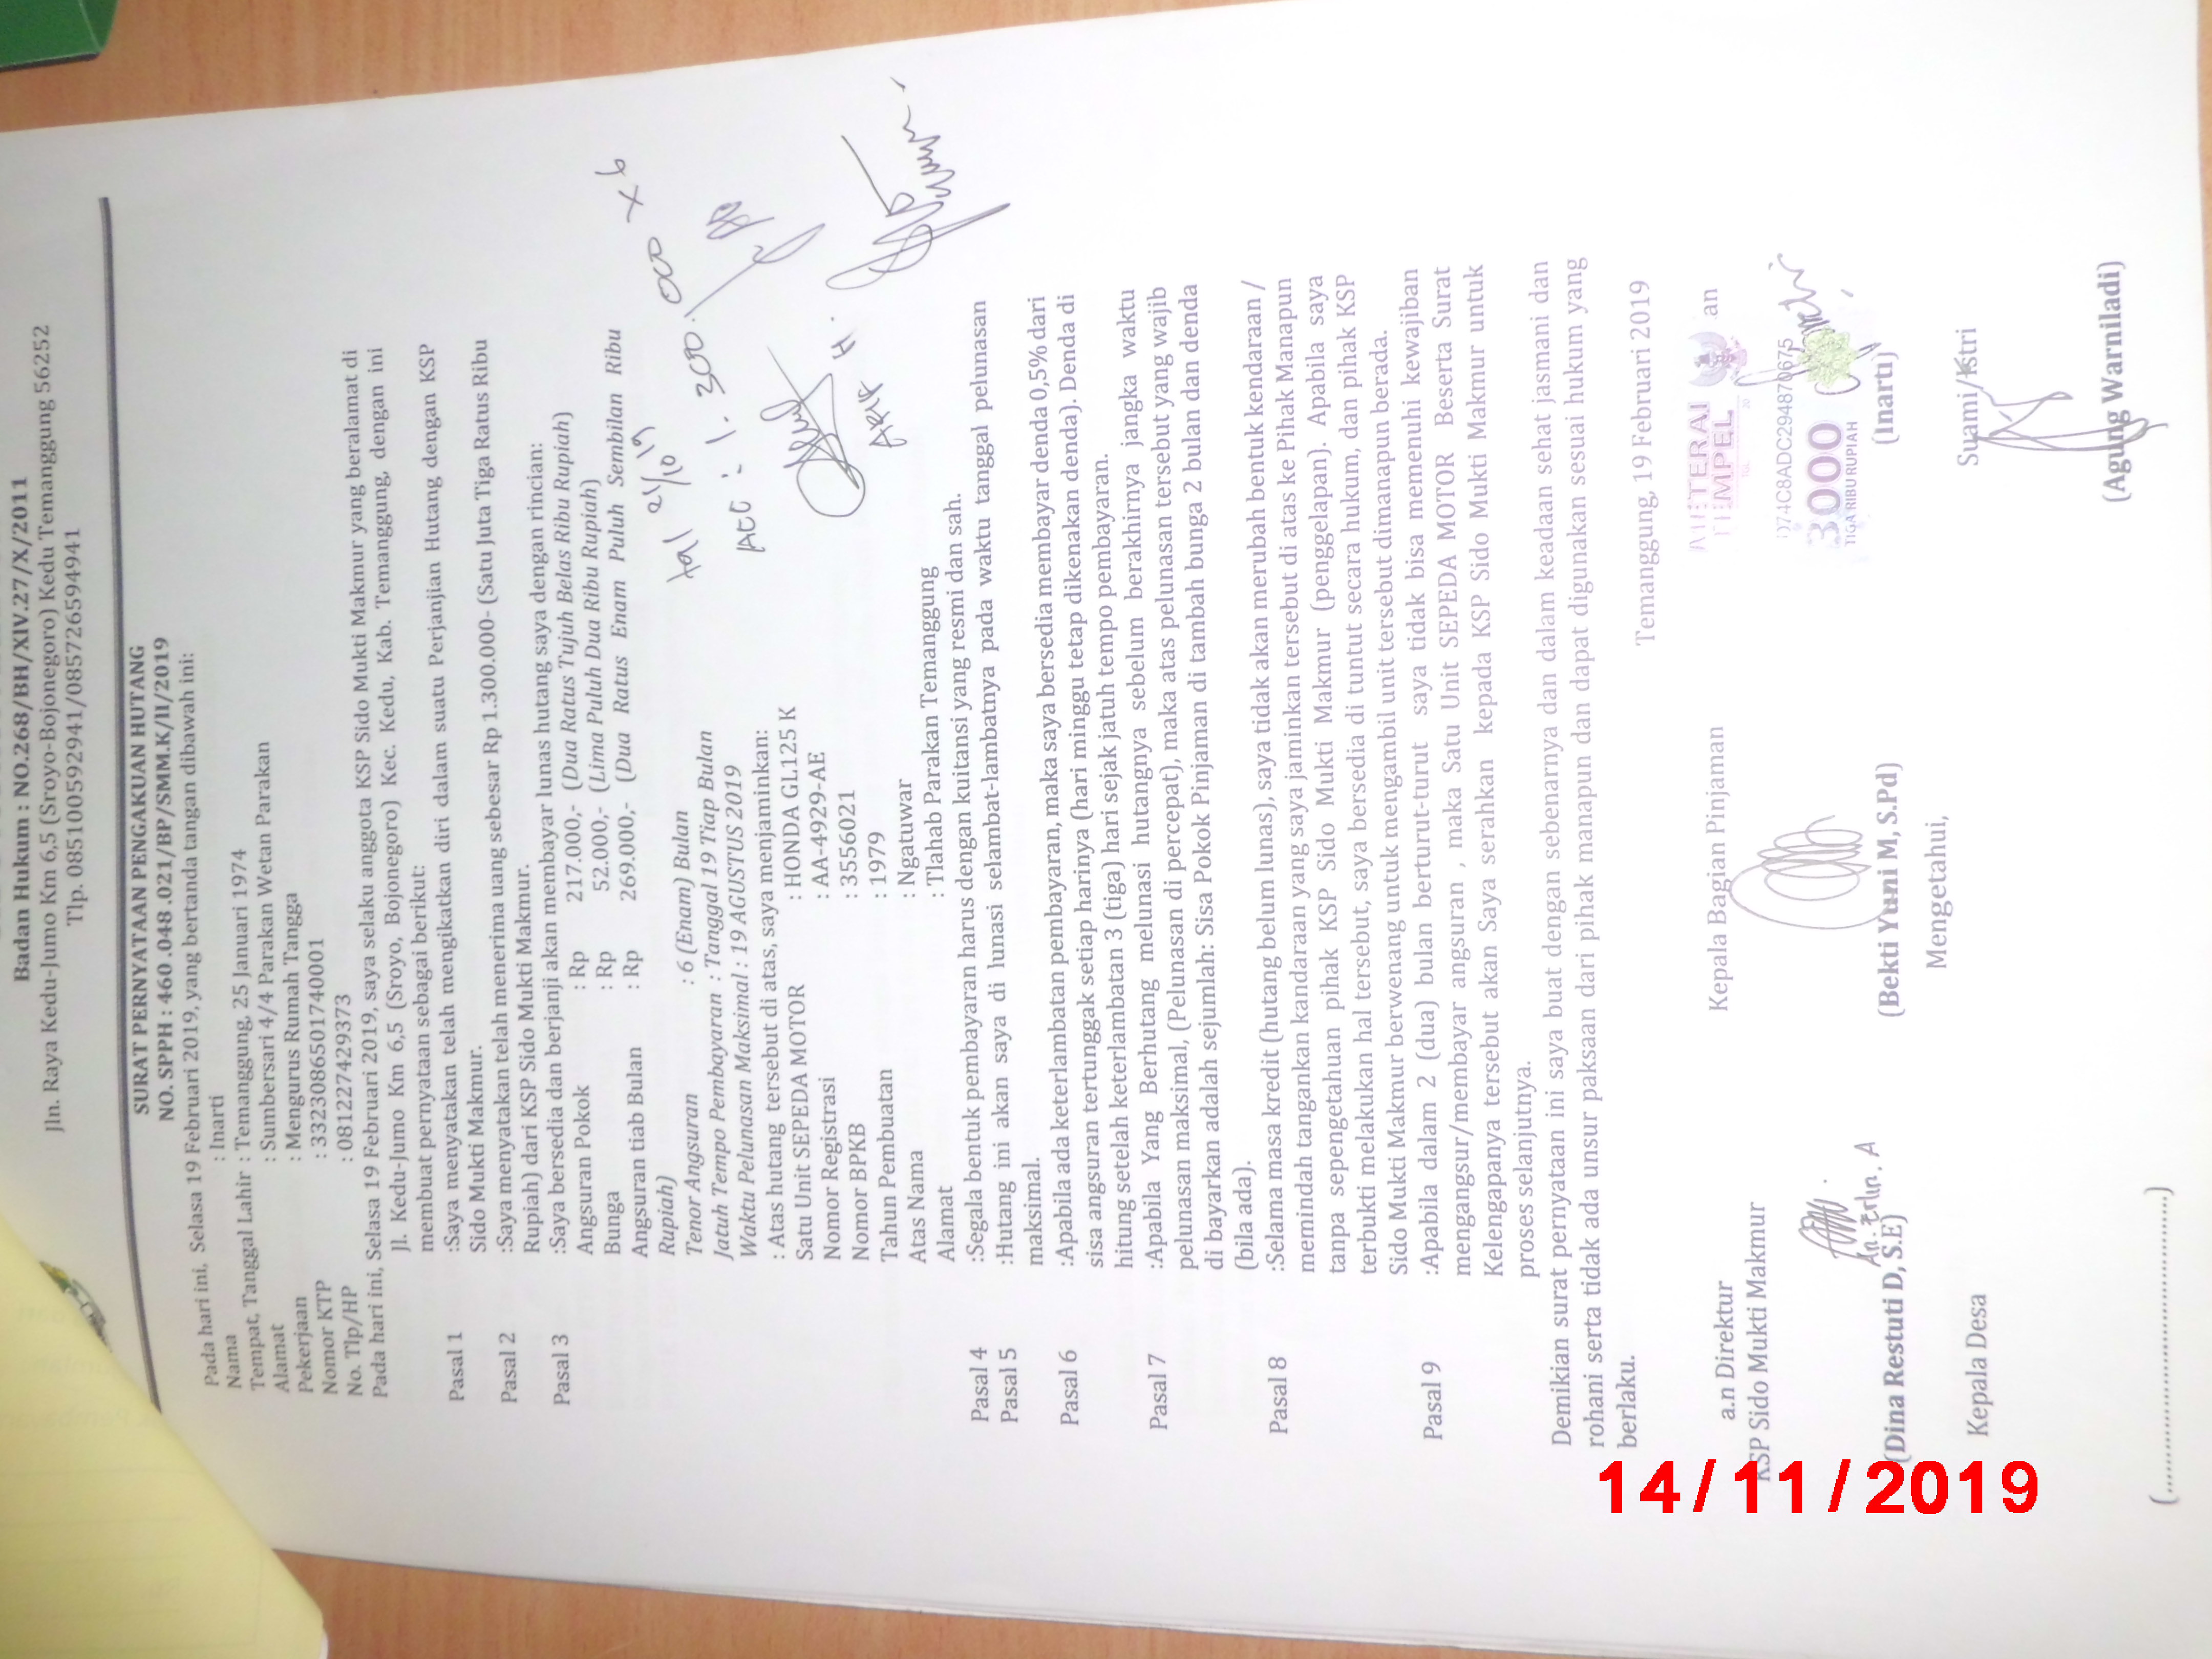 Badan Hukum : NO.268/BH/XIV.27/X/2011
Jln. Raya Kedu-Jumo Km 6,5 (Sroyo-Bojonegoro) Kedu Temanggung 56252
Tlp. 085100592941/085726594941
SURAT PERNYATAAN PENGAKUAN HUTANG
NO. SPPH : 460 .048 .021/BP/SMM.K/II/2019
Pada hari ini, Selasa 19 Februari 2019, yang bertanda tangan dibawah ini:
Nama : Inarti
Tempat, Tanggal Lahir : Temanggung, 25 Januari 1974
Alamat : Sumbersari 4/4 Parakan Wetan Parakan
Pekerjaan : Mengurus Rumah Tangga
Nomor KTP : 3323086501740001
No. Tlp/HP : 081227429373
Pada hari ini, Selasa 19 Februari 2019, saya selaku anggota KSP Sido Mukti Makmur yang beralamat di
Jl. Kedu-Jumo Km 6,5 (Sroyo, Bojonegoro) Kec. Kedu, Kab. Temanggung, dengan ini
membuat pernyataan sebagai berikut:
Pasal 1 :Saya menyatakan telah mengikatkan diri dalam suatu Perjanjian Hutang dengan KSP
Sido Mukti Makmur.
Pasal 2 :Saya menyatakan telah menerima uang sebesar Rp 1.300.000- (Satu Juta Tiga Ratus Ribu
Rupiah) dari KSP Sido Mukti Makmur.
Pasal 3 :Saya bersedia dan berjanji akan membayar lunas hutang saya dengan rincian:
Angsuran Pokok : Rp 217.000,- (Dua Ratus Tujuh Belas Ribu Rupiah)
Bunga : Rp 52.000,- (Lima Puluh Dua Ribu Rupiah)
Angsuran tiab Bulan : Rp 269.000,- (Dua Ratus Enam Puluh Sembilan Ribu
Rupiah)
Tenor Angsuran : 6 (Enam) Bulan
Jatuh Tempo Pembayaran : Tanggal 19 Tiap Bulan
Waktu Pelunasan Maksimal : 19 AGUSTUS 2019
tgl 21/10 19
ACC : 1.300.000 x 6
ARIF H.
: Atas hutang tersebut di atas, saya menjaminkan:
Satu Unit SEPEDA MOTOR : HONDA GL125 K
Nomor Registrasi : AA-4929-AE
Nomor BPKB : 3556021
Tahun Pembuatan : 1979
Atas Nama : Ngatuwar
Alamat : Tlahab Parakan Temanggung
Pasal 4 :Segala bentuk pembayaran harus dengan kuitansi yang resmi dan sah.
Pasal 5 :Hutang ini akan saya di lunasi selambat-lambatnya pada waktu tanggal pelunasan
maksimal.
Pasal 6 :Apabila ada keterlambatan pembayaran, maka saya bersedia membayar denda 0,5% dari
sisa angsuran tertunggak setiap harinya (hari minggu tetap dikenakan denda). Denda di
hitung setelah keterlambatan 3 (tiga) hari sejak jatuh tempo pembayaran.
Pasal 7 :Apabila Yang Berhutang melunasi hutangnya sebelum berakhirnya jangka waktu
pelunasan maksimal, (Pelunasan di percepat), maka atas pelunasan tersebut yang wajib
di bayarkan adalah sejumlah: Sisa Pokok Pinjaman di tambah bunga 2 bulan dan denda
(bila ada).
Pasal 8 :Selama masa kredit (hutang belum lunas), saya tidak akan merubah bentuk kendaraan /
memindah tangankan kandaraan yang saya jaminkan tersebut di atas ke Pihak Manapun
tanpa sepengetahuan pihak KSP Sido Mukti Makmur (penggelapan). Apabila saya
terbukti melakukan hal tersebut, saya bersedia di tuntut secara hukum, dan pihak KSP
Sido Mukti Makmur berwenang untuk mengambil unit tersebut dimanapun berada.
Pasal 9 :Apabila dalam 2 (dua) bulan berturut-turut saya tidak bisa memenuhi kewajiban
mengangsur/membayar angsuran , maka Satu Unit SEPEDA MOTOR Beserta Surat
Kelengapanya tersebut akan Saya serahkan kepada KSP Sido Mukti Makmur untuk
proses selanjutnya.
Demikian surat pernyataan ini saya buat dengan sebenarnya dan dalam keadaan sehat jasmani dan
rohani serta tidak ada unsur paksaan dari pihak manapun dan dapat digunakan sesuai hukum yang
berlaku.
Temanggung, 19 Februari 2019
a.n Direktur
KSP Sido Mukti Makmur
Kepala Bagian Pinjaman
TEMPEL
D74C8ADC294870675
3000
TIGA RIBU RUPIAH
an
(Dina Restuti D, S.E)
(Bekti Yuni M, S.Pd)
(Inarti)
Mengetahui,
Kepala Desa
Suami/Istri
(....................................)
(Agung Warniladi)
14/11/2019